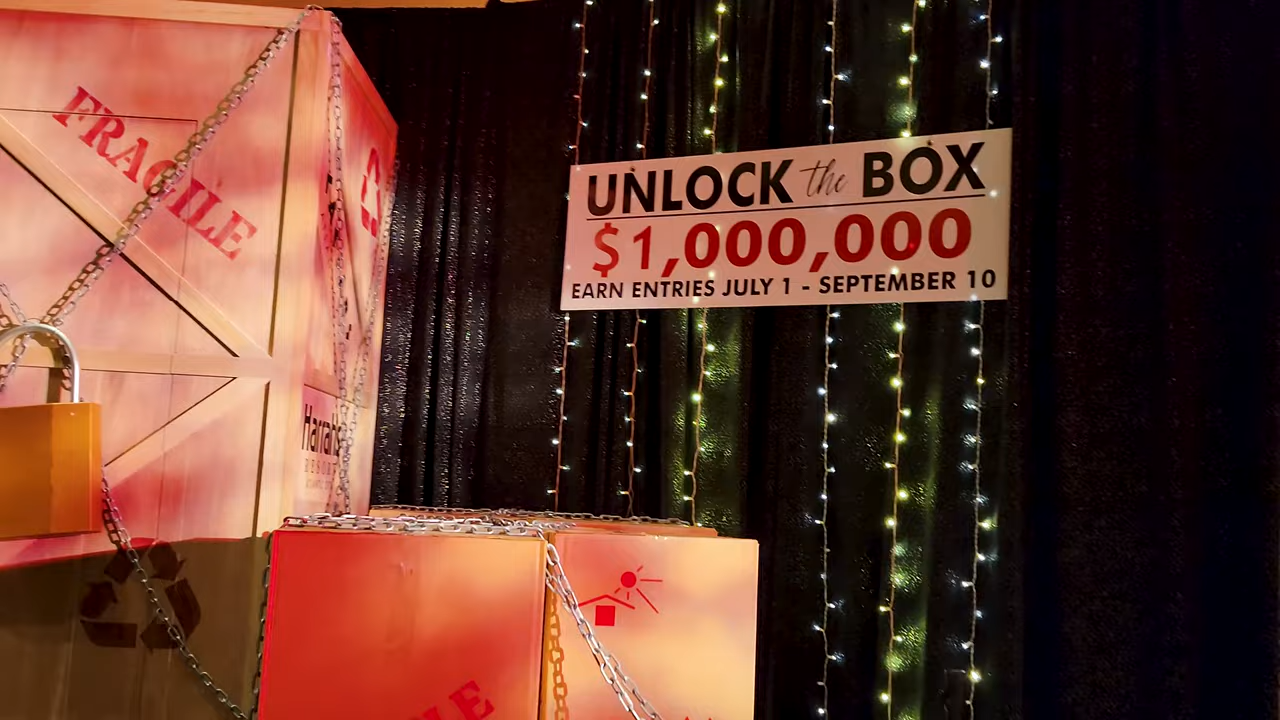 FRAGILE
UNLOCK the BOX
$1,000,000
EARN ENTRIES JULY 1 - SEPTEMBER 10